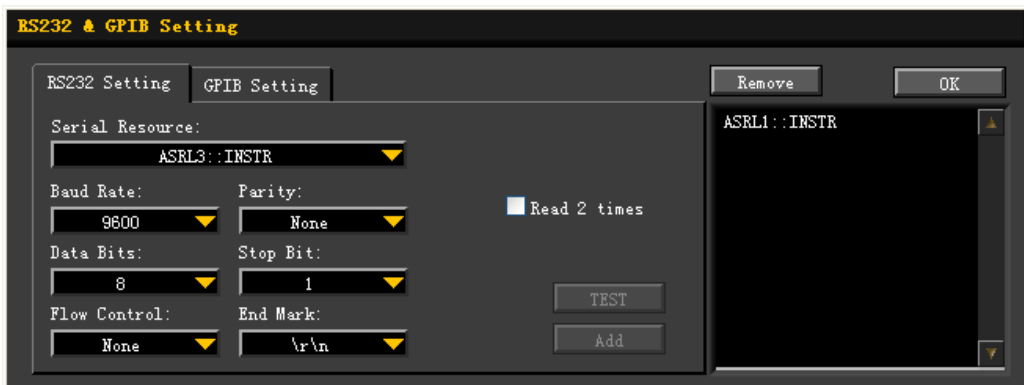 RS232 & GPIB Setting
RS232 Setting
GPIB Setting
Remove
OK
Serial Resource:
ASRL3::INSTR
ASRL1::INSTR
Baud Rate:
Parity:
9600
None
Read 2 times
Data Bits:
Stop Bit:
8
1
TEST
Flow Control:
End Mark:
None
\r\n
Add